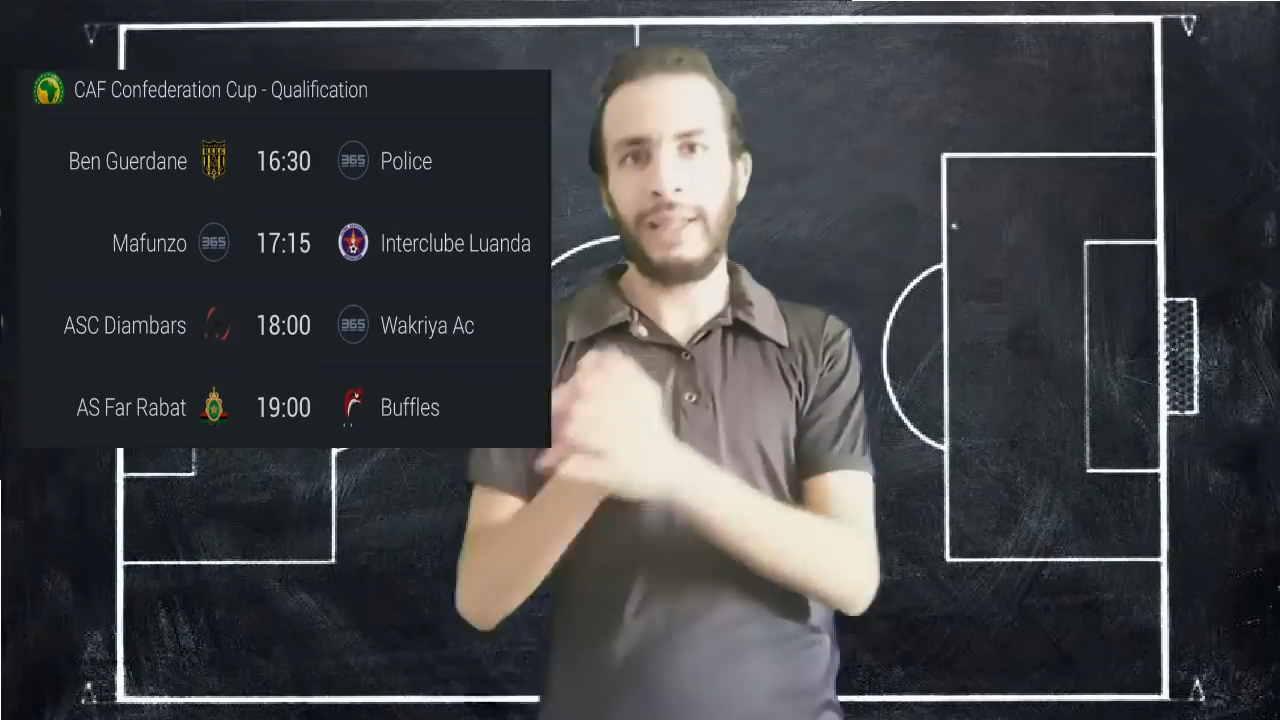 CAF Confederation Cup - Qualification
Ben Guerdane 16:30 365 Police
Mafunzo 365 17:15 Interclube Luanda
ASC Diambars 18:00 365 Wakriya Ac
AS Far Rabat 19:00 Buffles